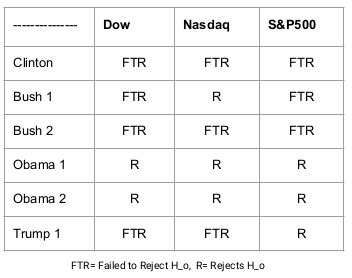 --------------- Dow Nasdaq S&P500
Clinton FTR FTR FTR
Bush 1 FTR R FTR
Bush 2 FTR FTR FTR
Obama 1 R R R
Obama 2 R R R
Trump 1 FTR FTR R
FTR= Failed to Reject H_o, R= Rejects H_o